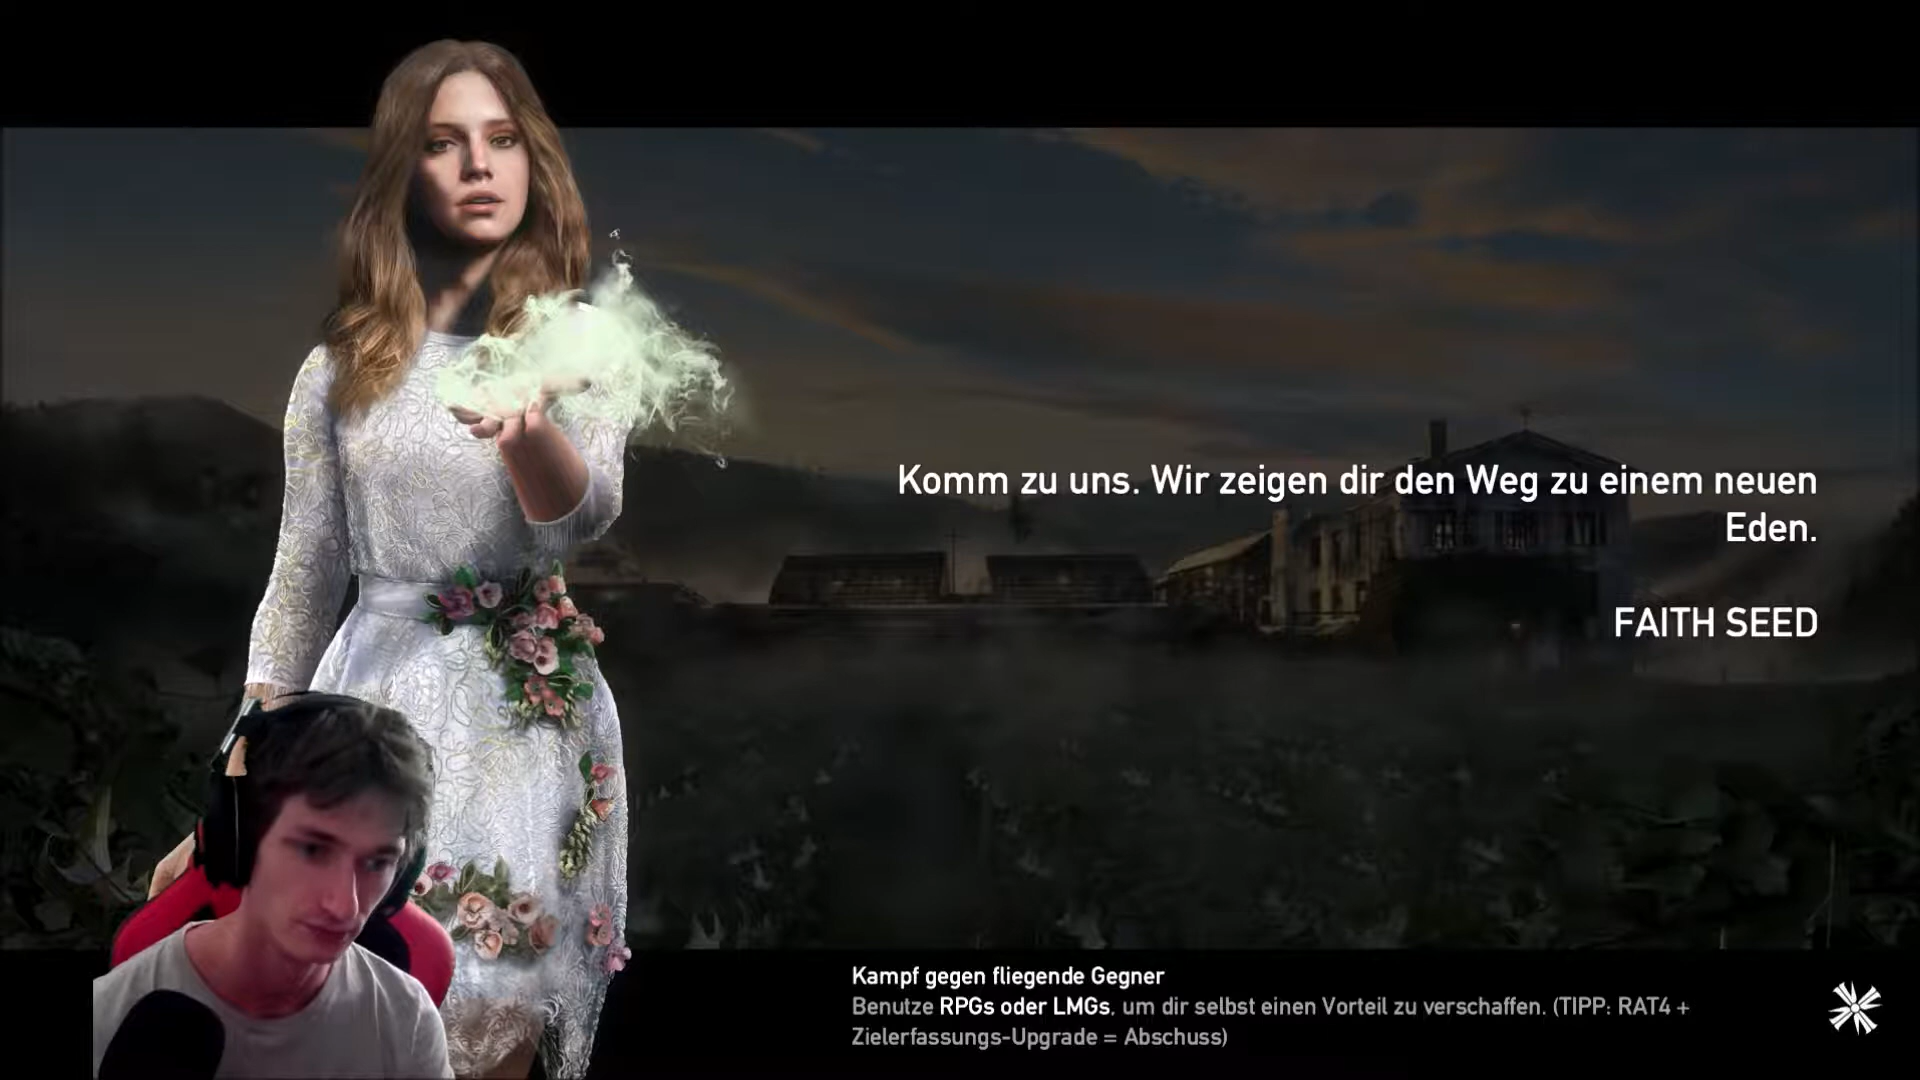 Komm zu uns. Wir zeigen dir den Weg zu einem neuen
Eden.
FAITH SEED
Kampf gegen fliegende Gegner
Benutze RPGs oder LMGs, um dir selbst einen Vorteil zu verschaffen. (TIPP: RAT4 +
Zielerfassungs-Upgrade = Abschuss)